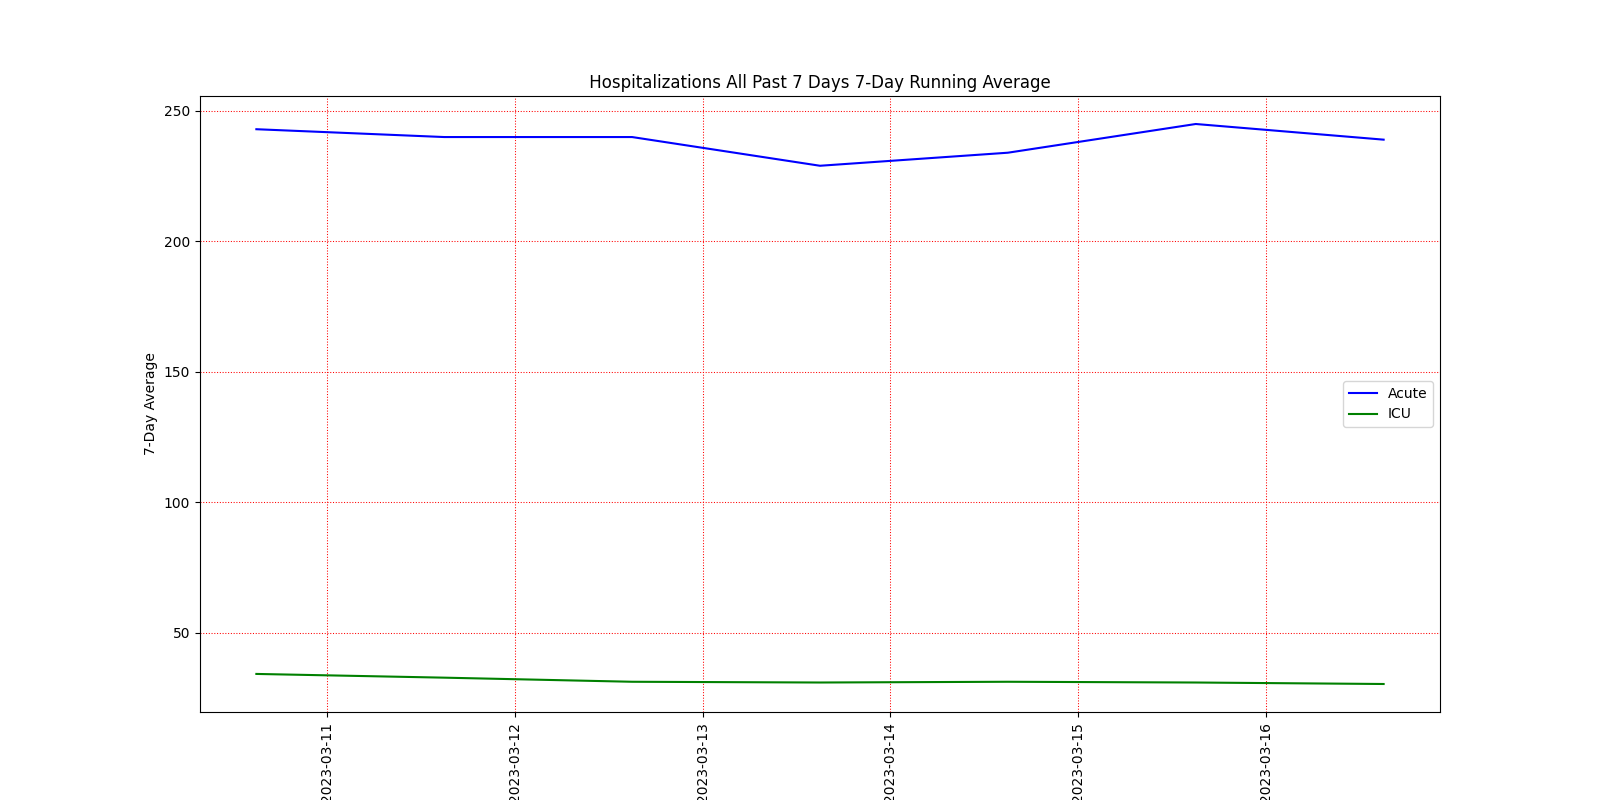 Hospitalizations All Past 7 Days 7-Day Running Average
250
200
150
100
50
7-Day Average
Acute
ICU
2023-03-11
2023-03-12
2023-03-13
2023-03-14
2023-03-15
2023-03-16